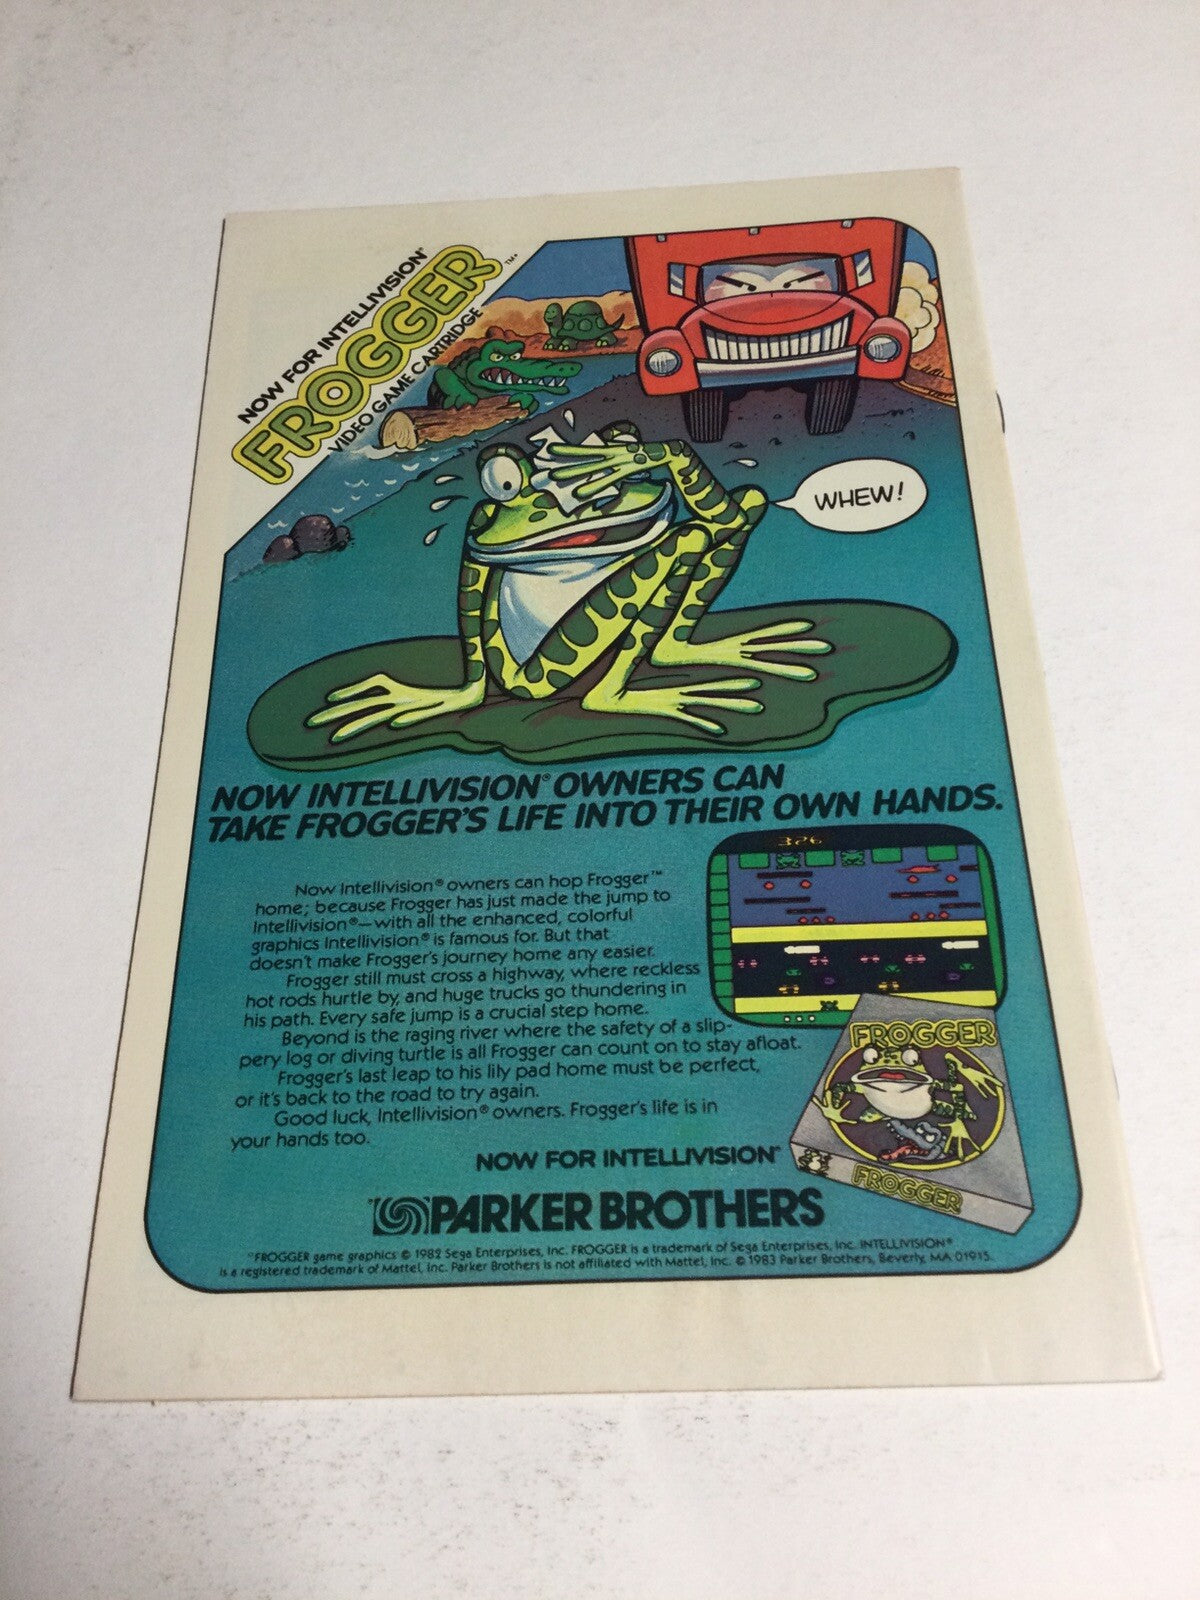 NOW FOR INTELLIVISION®
FROGGER™
VIDEO GAME CARTRIDGE
WHEW!
NOW INTELLIVISION® OWNERS CAN
TAKE FROGGER'S LIFE INTO THEIR OWN HANDS.
Now Intellivision® owners can hop Frogger™
home; because Frogger has just made the jump to
Intellivision®—with all the enhanced, colorful
graphics Intellivision® is famous for. But that
doesn't make Frogger's journey home any easier.
Frogger still must cross a highway, where reckless
hot rods hurtle by, and huge trucks go thundering in
his path. Every safe jump is a crucial step home.
Beyond is the raging river where the safety of a slip-
pery log or diving turtle is all Frogger can count on to stay afloat.
Frogger's last leap to his lily pad home must be perfect,
or it's back to the road to try again.
Good luck, Intellivision® owners. Frogger's life is in
your hands too.
326
FROGGER
FROGGER
NOW FOR INTELLIVISION®
PARKER BROTHERS
™FROGGER game graphics © 1982 Sega Enterprises, Inc. FROGGER is a trademark of Sega Enterprises, Inc. INTELLIVISION®
is a registered trademark of Mattel, Inc. Parker Brothers is not affiliated with Mattel, Inc. © 1983 Parker Brothers, Beverly, MA 01915.